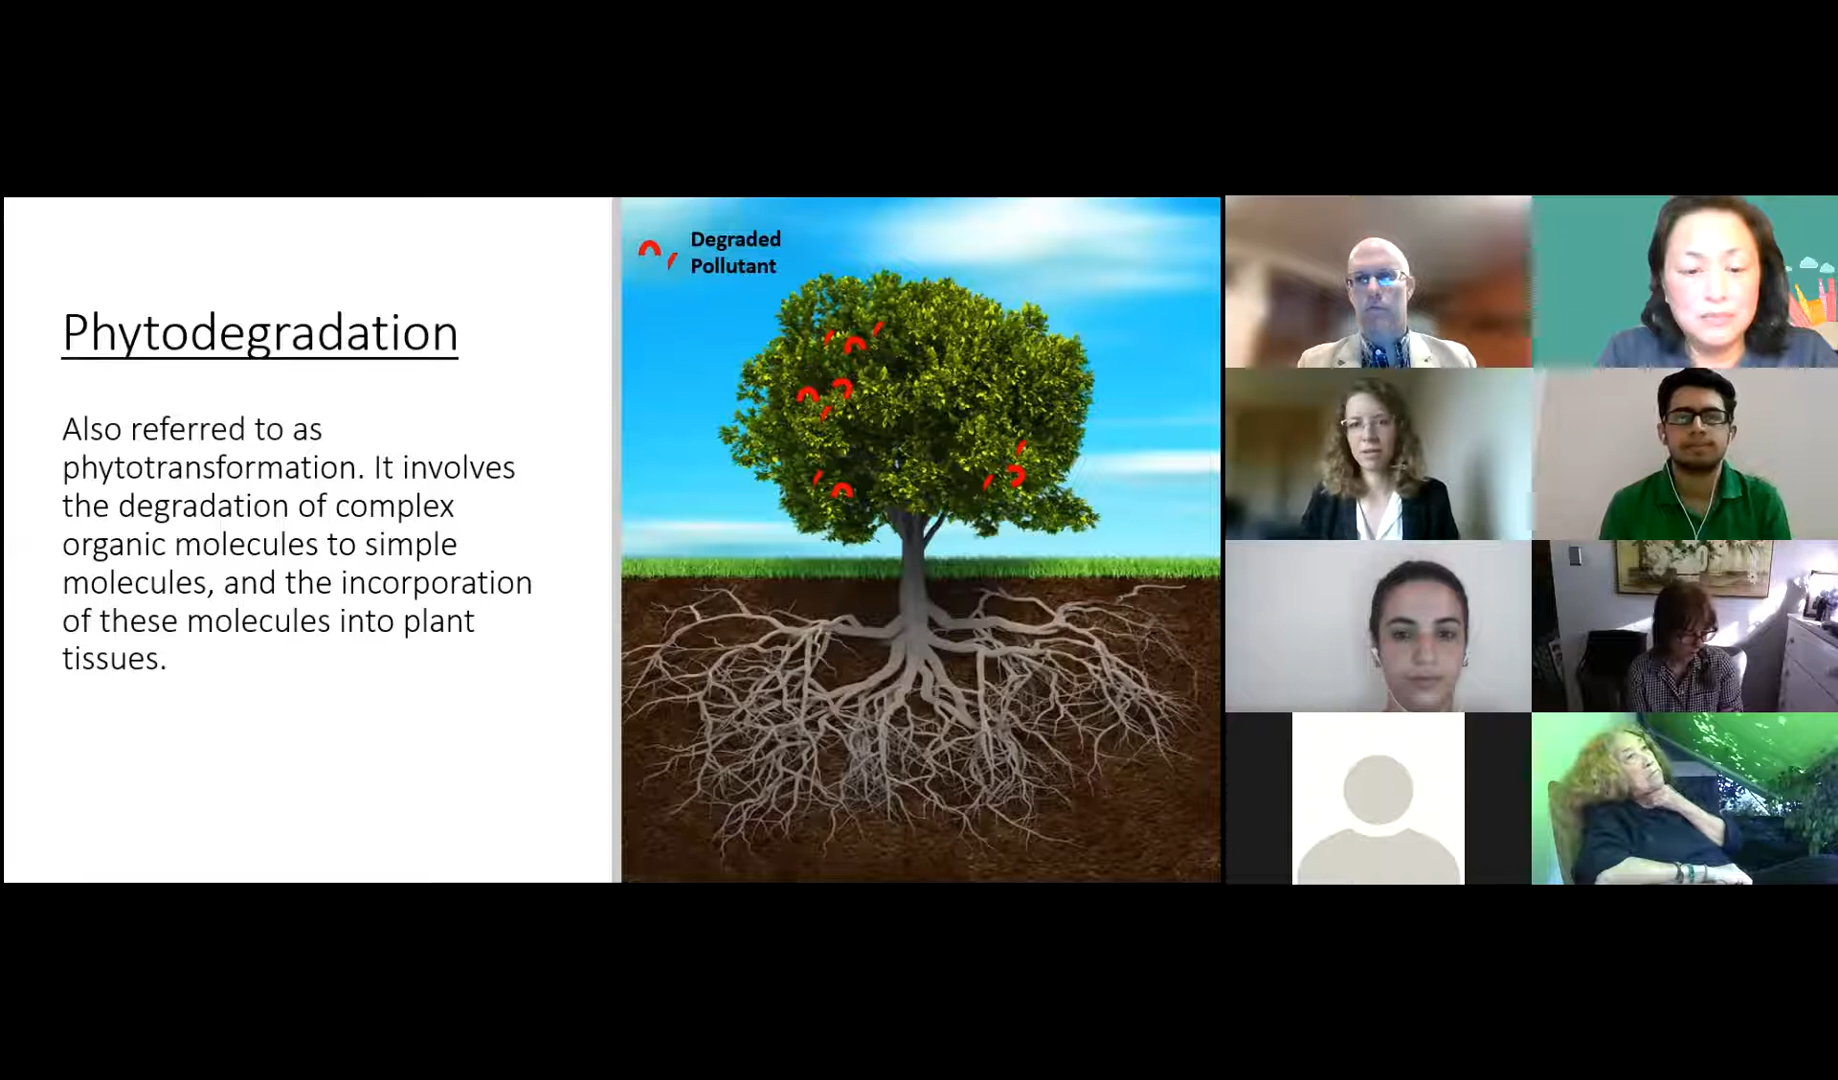 Phytodegradation
Also referred to as
phytotransformation. It involves
the degradation of complex
organic molecules to simple
molecules, and the incorporation
of these molecules into plant
tissues.
Degraded
Pollutant